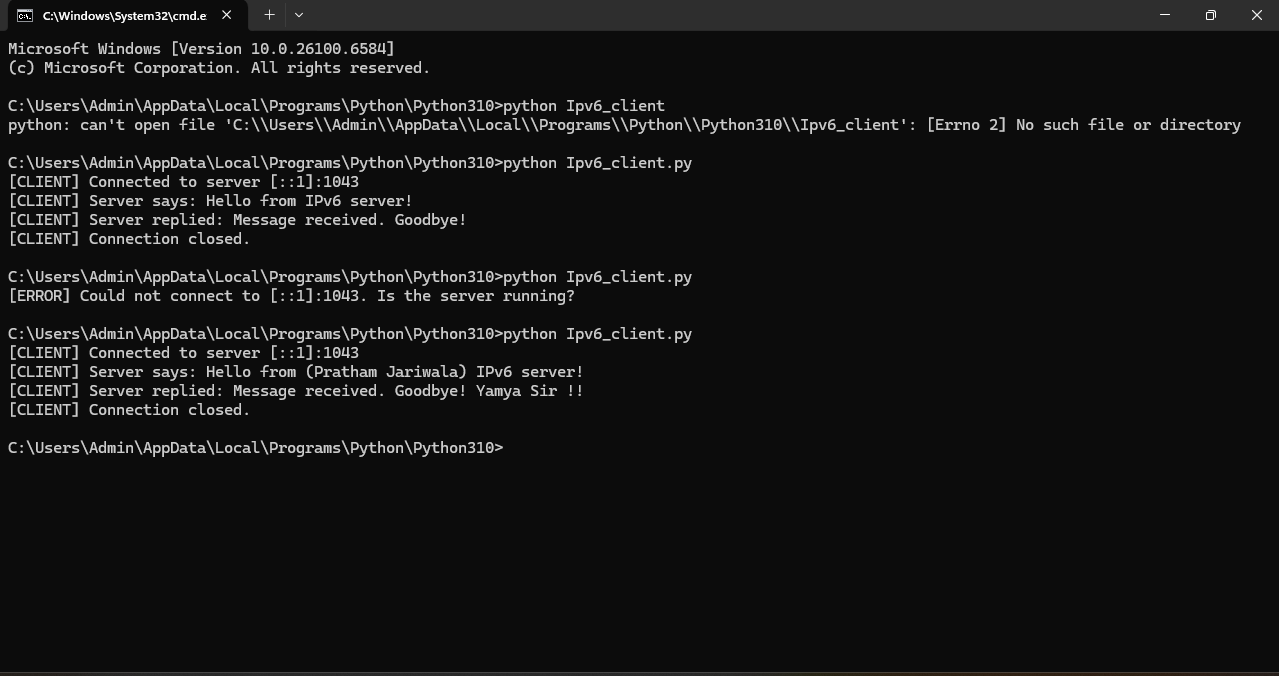 C:\Windows\System32\cmd.e
Microsoft Windows [Version 10.0.26100.6584]
(c) Microsoft Corporation. All rights reserved.
C:\Users\Admin\AppData\Local\Programs\Python\Python310>python Ipv6_client
python: can't open file 'C:\\Users\\Admin\\AppData\\Local\\Programs\\Python\\Python310\\Ipv6_client': [Errno 2] No such file or directory
C:\Users\Admin\AppData\Local\Programs\Python\Python310>python Ipv6_client.py
[CLIENT] Connected to server [::1]:1043
[CLIENT] Server says: Hello from IPv6 server!
[CLIENT] Server replied: Message received. Goodbye!
[CLIENT] Connection closed.
C:\Users\Admin\AppData\Local\Programs\Python\Python310>python Ipv6_client.py
[ERROR] Could not connect to [::1]:1043. Is the server running?
C:\Users\Admin\AppData\Local\Programs\Python\Python310>python Ipv6_client.py
[CLIENT] Connected to server [::1]:1043
[CLIENT] Server says: Hello from (Pratham Jariwala) IPv6 server!
[CLIENT] Server replied: Message received. Goodbye! Yamya Sir !!
[CLIENT] Connection closed.
C:\Users\Admin\AppData\Local\Programs\Python\Python310>